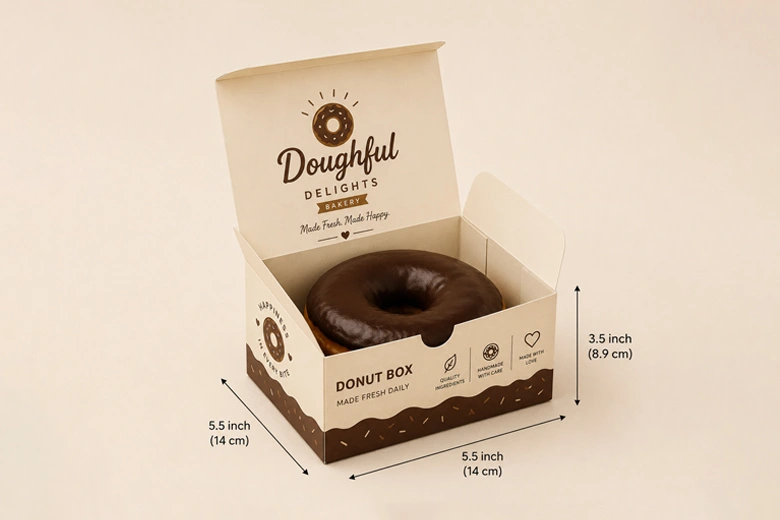 Doughful
DELIGHTS
BAKERY
Made Fresh. Made Happy
HAPPINESS
IN EVERY BITE
DONUT BOX
MADE FRESH DAILY
QUALITY
INGREDIENTS
HANDMADE
WITH CARE
MADE WITH
LOVE
3.5 inch
(8.9 cm)
5.5 inch
(14 cm)
5.5 inch
(14 cm)